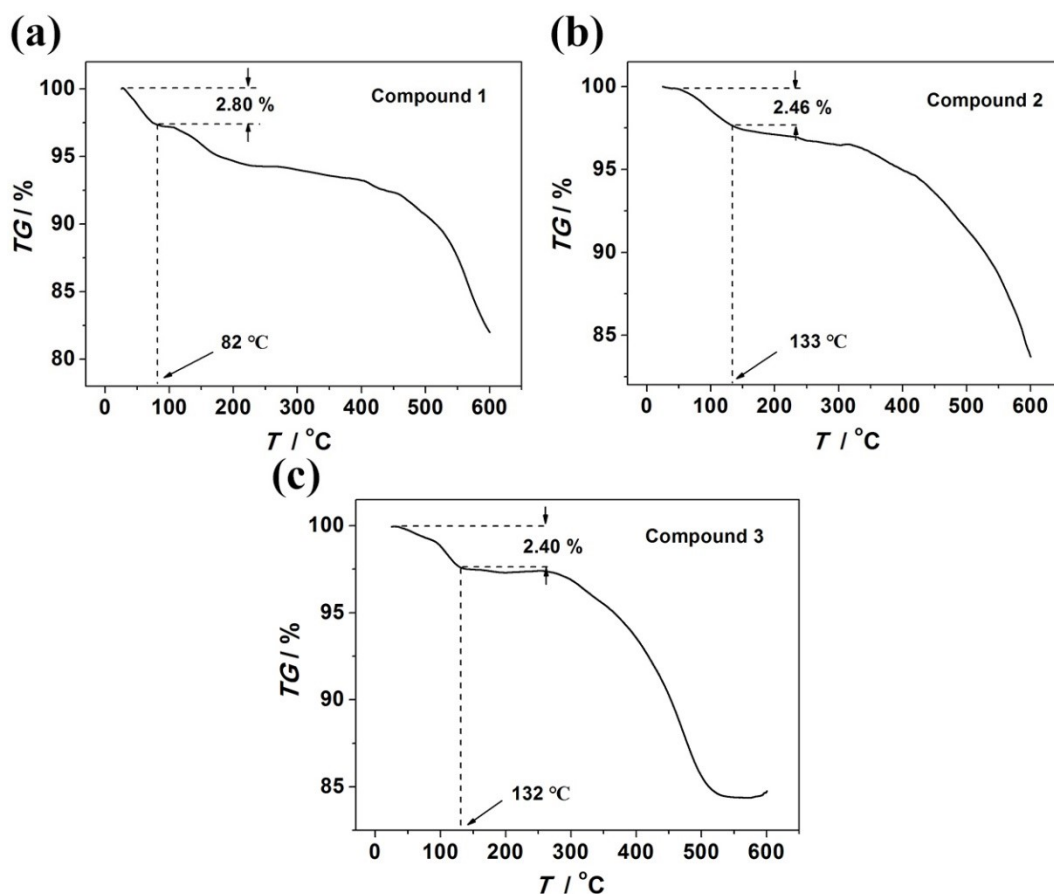 (a)
Compound 1
2.80 %
100
95
90
85
80
TG / %
82 ℃
0 100 200 300 400 500 600
T / °C
(b)
Compound 2
2.46 %
100
95
90
85
TG / %
133 ℃
0 100 200 300 400 500 600
T / °C
(c)
Compound 3
2.40 %
100
95
90
85
TG / %
132 ℃
0 100 200 300 400 500 600
T / °C